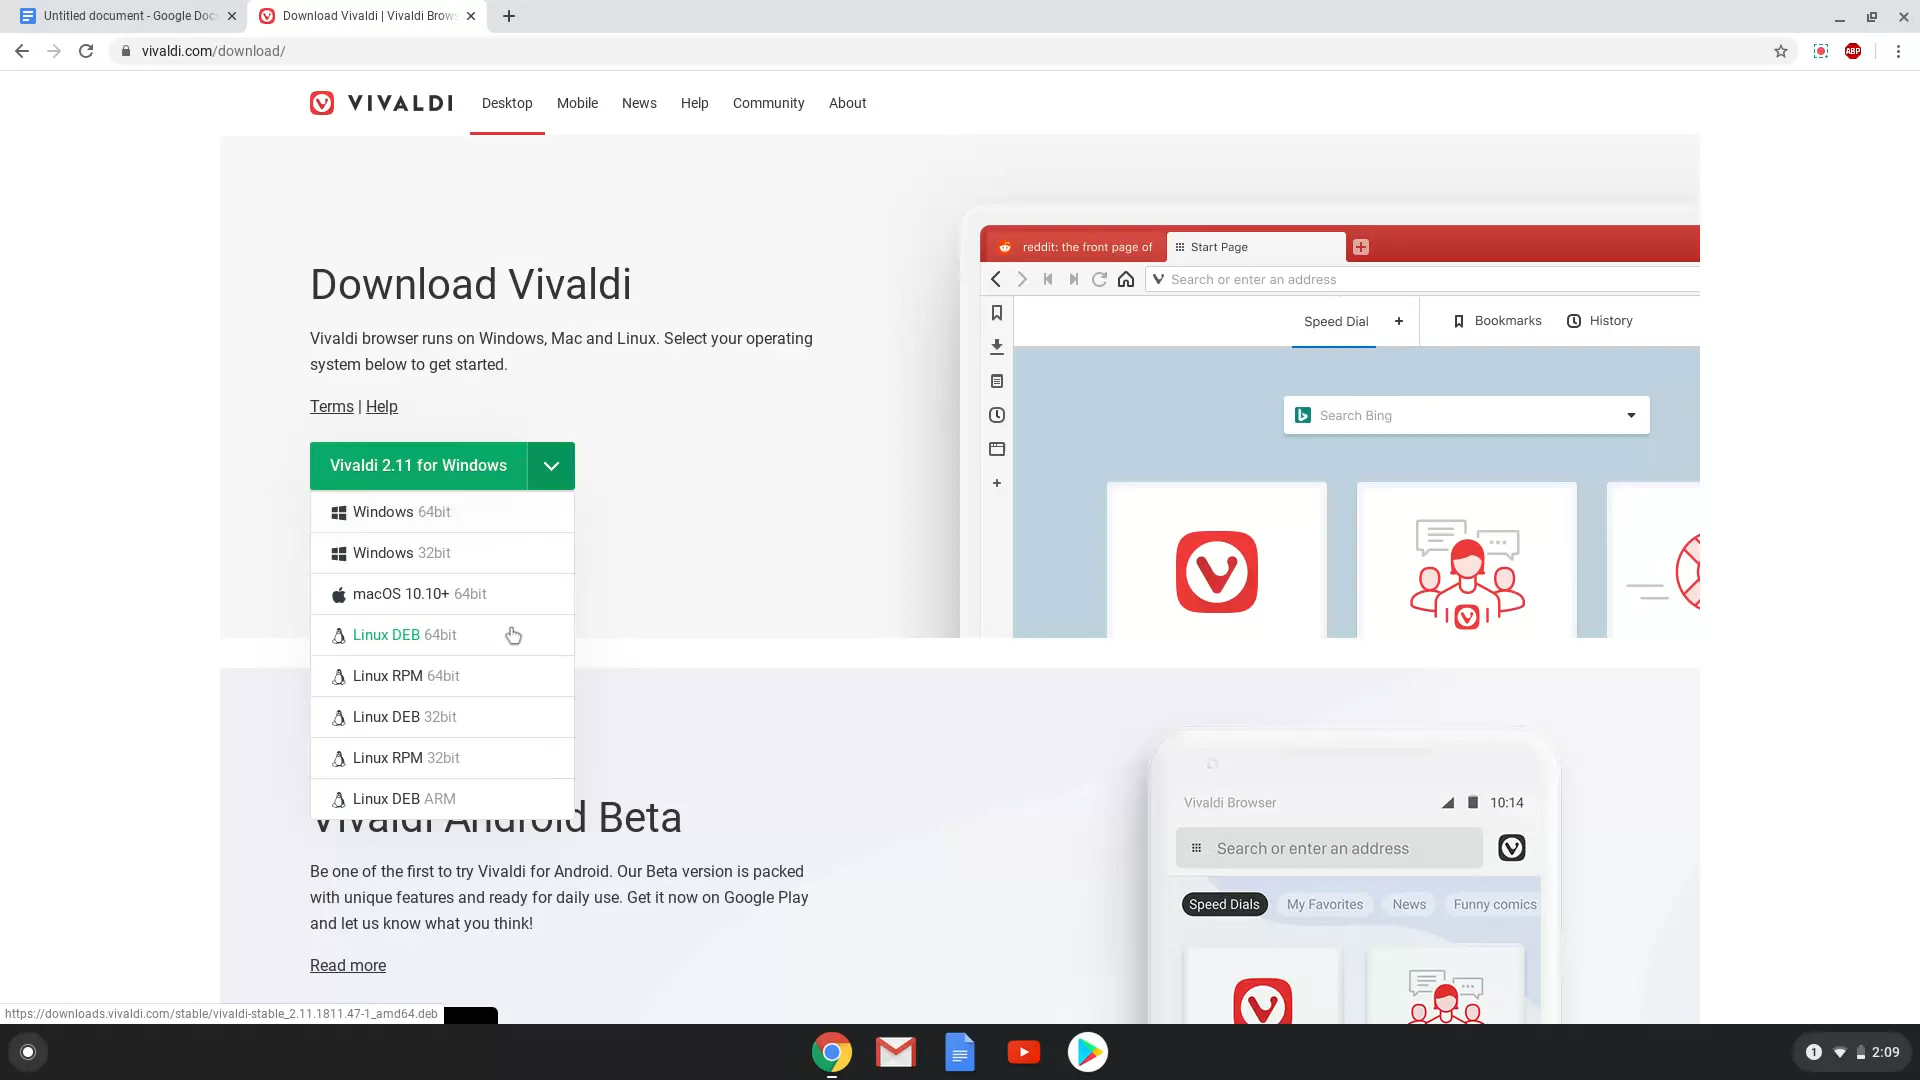 Untitled document - Google Doc
Download Vivaldi | Vivaldi Brow
vivaldi.com/download/
ABP
VIVALDI
Desktop
Mobile
News
Help
Community
About
Download Vivaldi
Vivaldi browser runs on Windows, Mac and Linux. Select your operating
system below to get started.
Terms | Help
Vivaldi 2.11 for Windows
Windows 64bit
Windows 32bit
macOS 10.10+ 64bit
Linux DEB 64bit
Linux RPM 64bit
Linux DEB 32bit
Linux RPM 32bit
Linux DEB ARM
reddit: the front page of
Start Page
Search or enter an address
Speed Dial
Bookmarks
History
Search Bing
Vivaldi Android Beta
Be one of the first to try Vivaldi for Android. Our Beta version is packed
with unique features and ready for daily use. Get it now on Google Play
and let us know what you think!
Read more
Vivaldi Browser
10:14
Search or enter an address
Speed Dials
My Favorites
News
Funny comics
https://downloads.vivaldi.com/stable/vivaldi-stable_2.11.1811.47-1_amd64.deb
1
2:09